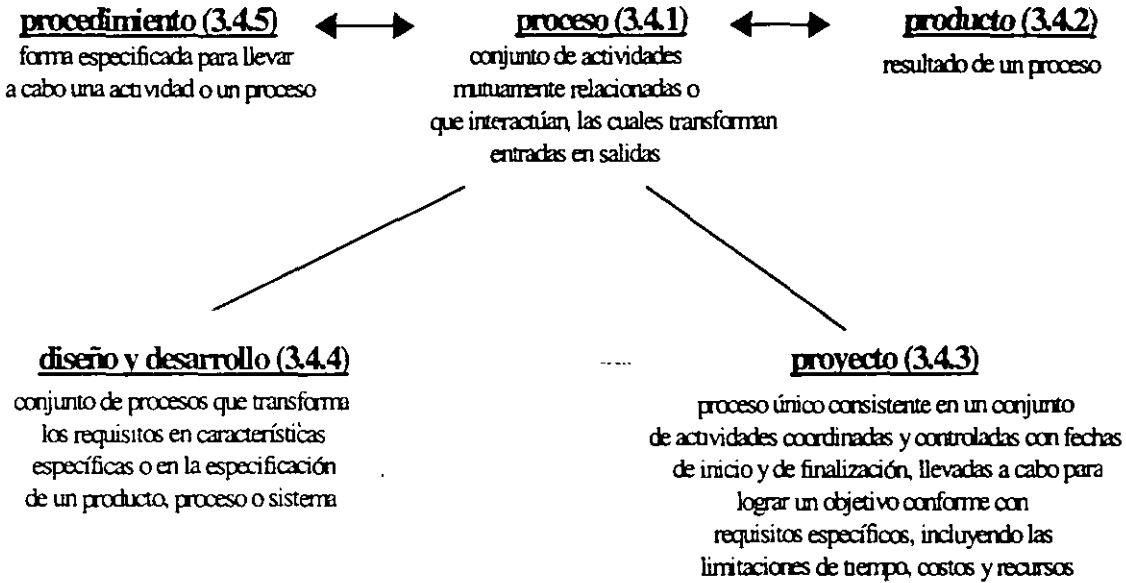 procedimiento (3.4.5)
forma especificada para llevar
a cabo una actividad o un proceso
proceso (3.4.1)
conjunto de actividades
mutuamente relacionadas o
que interactúan, las cuales transforman
entradas en salidas
producto (3.4.2)
resultado de un proceso
diseño y desarrollo (3.4.4)
conjunto de procesos que transforma
los requisitos en características
específicas o en la especificación
de un producto, proceso o sistema
proyecto (3.4.3)
proceso único consistente en un conjunto
de actividades coordinadas y controladas con fechas
de inicio y de finalización, llevadas a cabo para
lograr un objetivo conforme con
requisitos específicos, incluyendo las
limitaciones de tiempo, costos y recursos